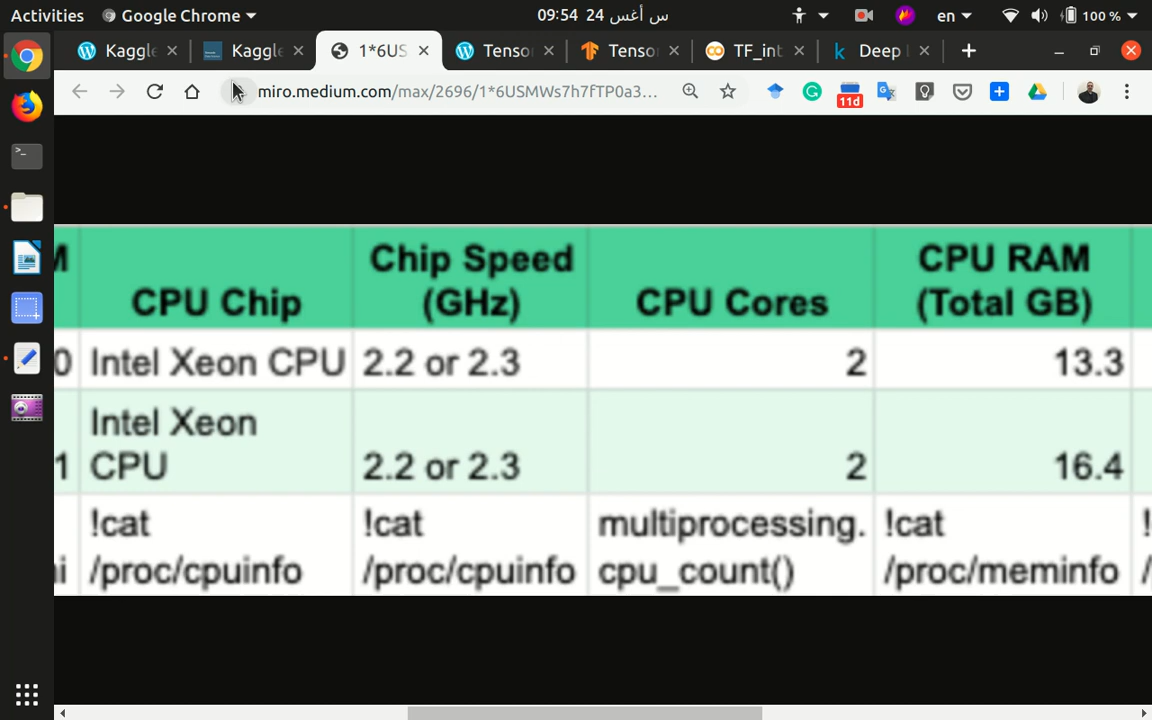 Activities
Google Chrome
س أغس 24 09:54
en
100 %
Kaggle
Kaggle
1*6US
Tenso
Tenso
TF_int
Deep
miro.medium.com/max/2696/1*6USMWs7h7fTP0a3...
11d
M
CPU Chip
Chip Speed
(GHz)
CPU Cores
CPU RAM
(Total GB)
0 Intel Xeon CPU 2.2 or 2.3 2 13.3
Intel Xeon
1 CPU 2.2 or 2.3 2 16.4
!cat !cat multiprocessing. !cat !
/proc/cpuinfo /proc/cpuinfo cpu_count() /proc/meminfo /